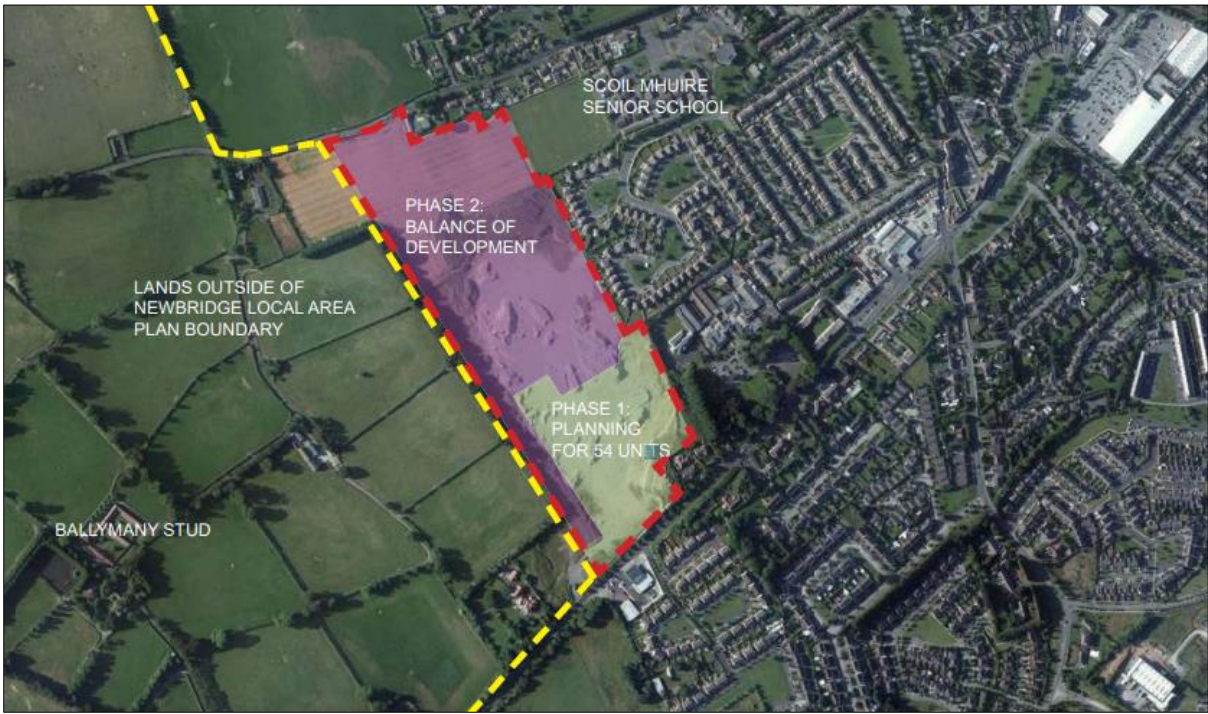 SCOIL MHUIRE
SENIOR SCHOOL
PHASE 2:
BALANCE OF
DEVELOPMENT
LANDS OUTSIDE OF
NEWBRIDGE LOCAL AREA
PLAN BOUNDARY
PHASE 1:
PLANNING
FOR 54 UNITS
BALLYMANY STUD